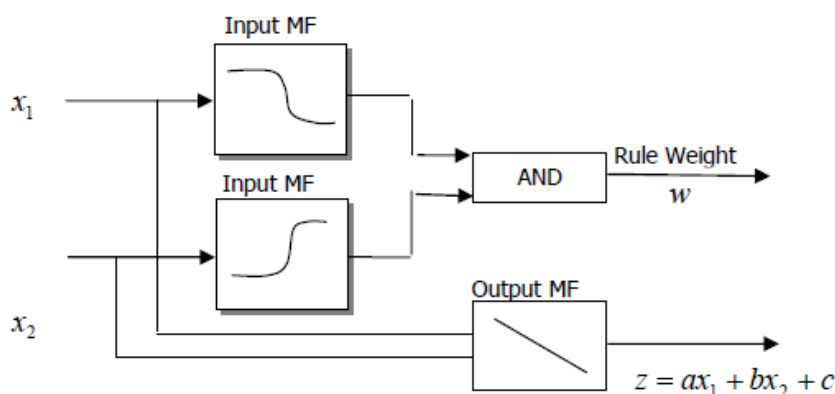 Input MF
x₁
Input MF
AND
Rule Weight
w
x₂
Output MF
z = ax₁ + bx₂ + c